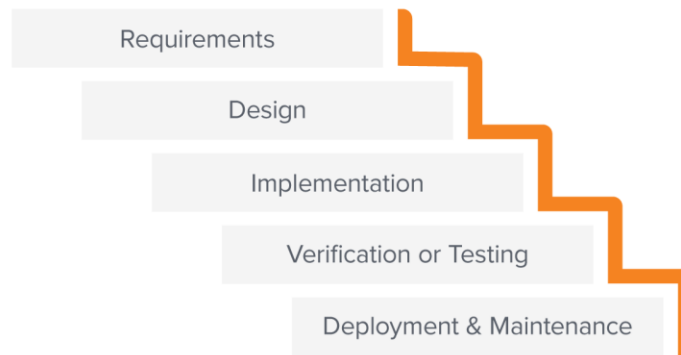 Requirements
Design
Implementation
Verification or Testing
Deployment & Maintenance